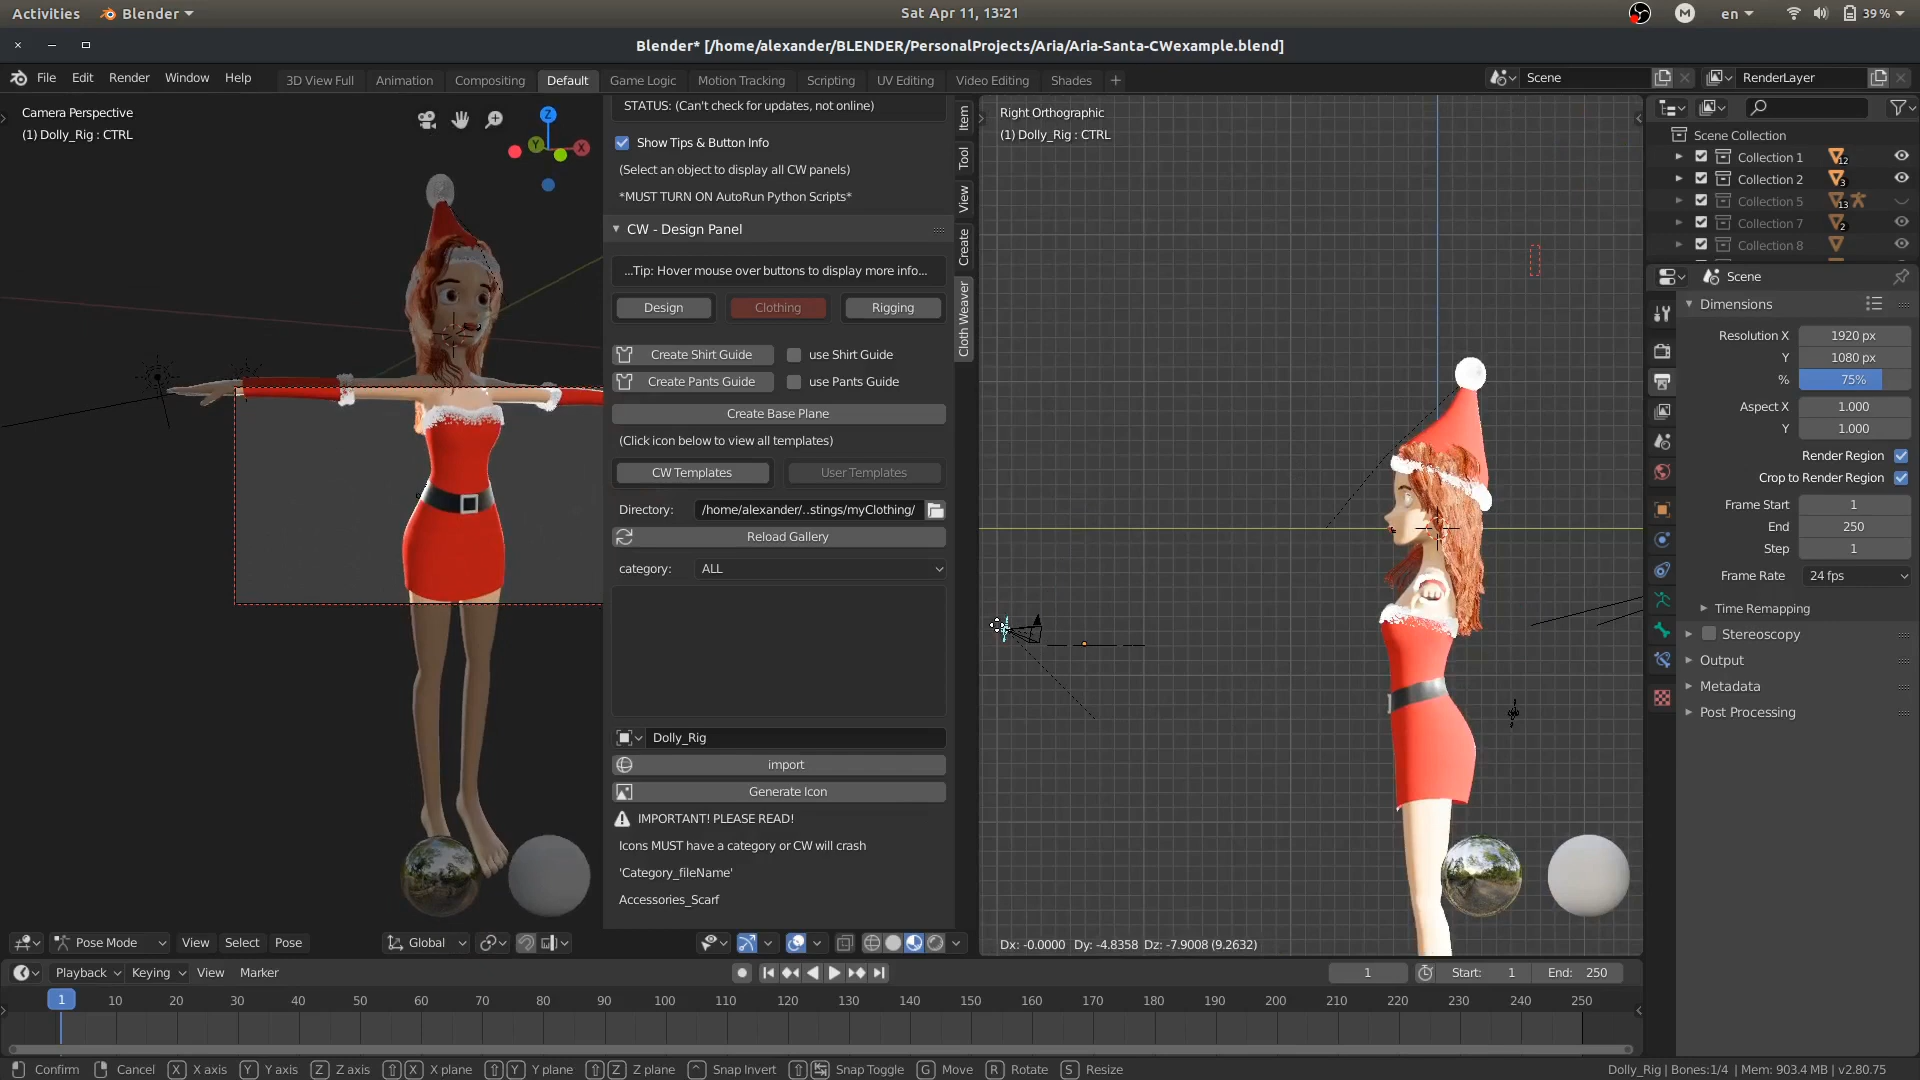 Activities
Blender
Sat Apr 11, 13:21
M
en
39%
Blender* [/home/alexander/BLENDER/PersonalProjects/Aria/Aria-Santa-CWexample.blend]
File Edit Render Window Help
3D View Full
Animation
Compositing
Default
Game Logic
Motion Tracking
Scripting
UV Editing
Video Editing
Shades
Scene
RenderLayer
Camera Perspective
(1) Dolly_Rig : CTRL
Z
Y
X
STATUS: (Can't check for updates, not online)
Show Tips & Button Info
(Select an object to display all CW panels)
*MUST TURN ON AutoRun Python Scripts*
CW - Design Panel
...Tip: Hover mouse over buttons to display more info...
Design
Clothing
Rigging
Create Shirt Guide
use Shirt Guide
Create Pants Guide
use Pants Guide
Create Base Plane
(Click icon below to view all templates)
CW Templates
User Templates
Directory:
/home/alexander/..stings/myClothing/
Reload Gallery
category:
ALL
Dolly_Rig
import
Generate Icon
IMPORTANT! PLEASE READ!
Icons MUST have a category or CW will crash
'Category_fileName'
Accessories_Scarf
Item
Tool
View
Create
Cloth Weaver
Right Orthographic
(1) Dolly_Rig : CTRL
Dx: -0.0000 Dy: -4.8358 Dz: -7.9008 (9.2632)
Scene Collection
Collection 1
12
Collection 2
3
Collection 5
13
Collection 7
2
Collection 8
Scene
Dimensions
Resolution X
1920 px
Y
1080 px
%
75%
Aspect X
1.000
Y
1.000
Render Region
Crop to Render Region
Frame Start
1
End
250
Step
1
Frame Rate
24 fps
Time Remapping
Stereoscopy
Output
Metadata
Post Processing
Pose Mode
View
Select
Pose
Global
Playback
Keying
View
Marker
1
Start: 1
End: 250
1 10 20 30 40 50 60 70 80 90 100 110 120 130 140 150 160 170 180 190 200 210 220 230 240 250
Confirm
Cancel
X X axis
Y Y axis
Z Z axis
X X plane
Y Y plane
Z Z plane
Snap Invert
Snap Toggle
G Move
R Rotate
S Resize
Dolly_Rig | Bones:1/4 | Mem: 903.4 MB | v2.80.75